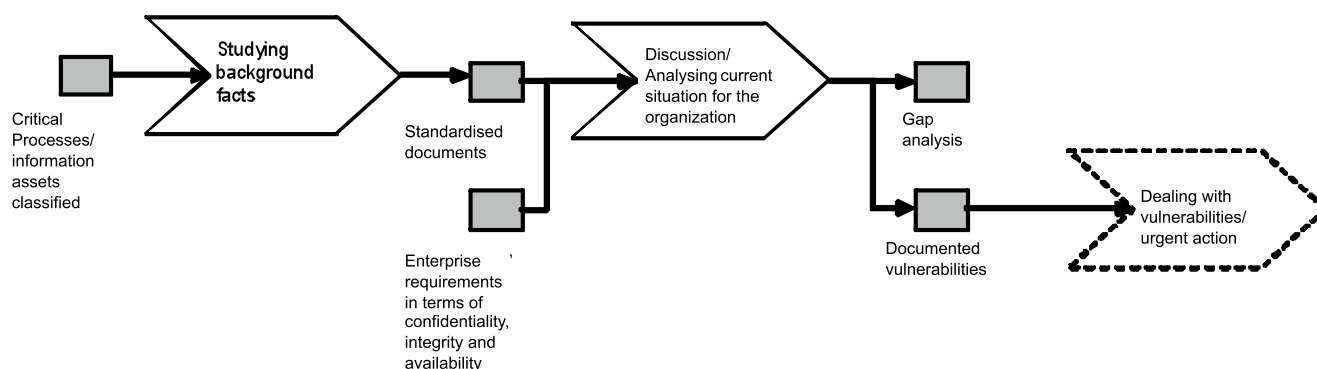 Critical
Processes/
information
assets
classified
Studying
background
facts
Standardised
documents
Enterprise ,
requirements
in terms of
confidentiality,
integrity and
availability
Discussion/
Analysing current
situation for the
organization
Gap
analysis
Documented
vulnerabilities
Dealing with
vulnerabilities/
urgent action